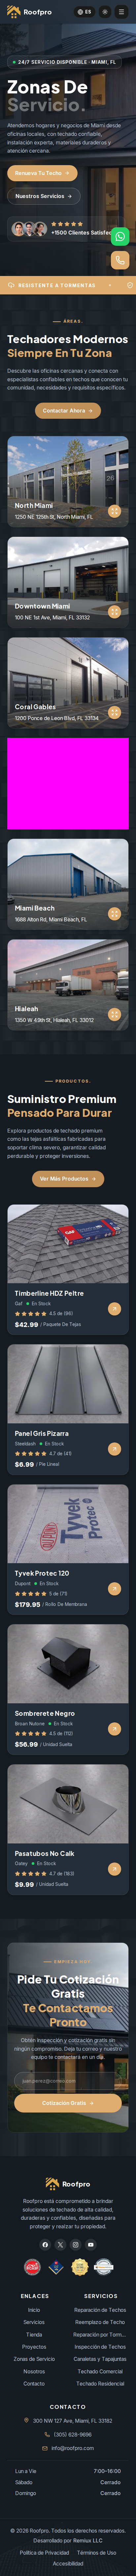 Roofpro
ES
24/7 SERVICIO DISPONIBLE · MIAMI, FL
Zonas De
Servicio.
Atendemos hogares y negocios de Miami desde
otras locales, con techado confiable,
instalación experta, materiales duraderos y
atención cercana.
Renueva Tu Techo →
Nuestros Servicios →
+1500 Clientes Satisfec
RESISTENTE A TORMENTAS
ÁREAS.
Techadores Modernos
Siempre En Tu Zona
Descubre las oficinas cercanas y conoce
especialistas confiables en techos que atienden tu
comunidad, necesidades y requisitos específicos.
Contactar Ahora →
North Miami
1250 NE 125th St, North Miami, FL
Downtown Miami
100 NE 1st Ave, Miami, FL 33132
Coral Gables
1200 Ponce de Leon Blvd, FL 33134
Miami Beach
1688 Alton Rd, Miami Beach, FL
Hialeah
1350 W 49th St, Hialeah, FL 33012
PRODUCTOS.
Suministro Premium
Pensado Para Durar
Explora productos de techado premium
como las tejas asfálticas fabricadas para
soportar clima severo, garantizar calidad
durable y proteger inversiones.
Ver Más Productos →
Timberline HDZ Peltre
Gaf En Stock
4.5 de (86)
$42.99 / Paquete De Tejas
Panel Gris Pizarra
Steeldash En Stock
4.7 de (41)
$6.99 / Pie Lineal
Tyvek Protec 120
Dupont En Stock
5 de (71)
$179.95 / Rollo De Membrana
Sombrerete Negro
Broan Nutone En Stock
4.5 de (112)
$56.99 / Unidad Suelta
Pasatubos No Calk
Oatey En Stock
4.7 de (163)
$9.99 / Unidad Suelta
EMPIEZA HOY
Pide Tu Cotización
Gratis
Te Contactamos
Pronto
Obtén inspección y cotización gratis sin
ningún compromiso. Deja tu correo y nuestro
equipo te contactará en un día.
juan.perez@correo.com
Cotización Gratis →
Roofpro
Roofpro está comprometido a brindar
soluciones de techado de alta calidad,
confiables y duraderas, diseñadas para
proteger y realzar tu propiedad.
ENLACES
SERVICIOS
Inicio
Reparación de Techos
Servicios
Reemplazo de Techo
Tienda
Reparación por Torm...
Proyectos
Inspección de Techos
Zonas de Servicio
Canaletas y Tapajuntas
Nosotros
Techado Comercial
Contacto
Techado Residencial
CONTACTO
300 NW 127 Ave, Miami, FL 33182
(305) 628-9896
info@roofpro.com
Lun a Vie 7:00–16:00
Sábado Cerrado
Domingo Cerrado
© 2026 Roofpro. Todos los derechos reservados.
Desarrollado por Remiux LLC
Política de Privacidad
Términos de Uso
Accesibilidad